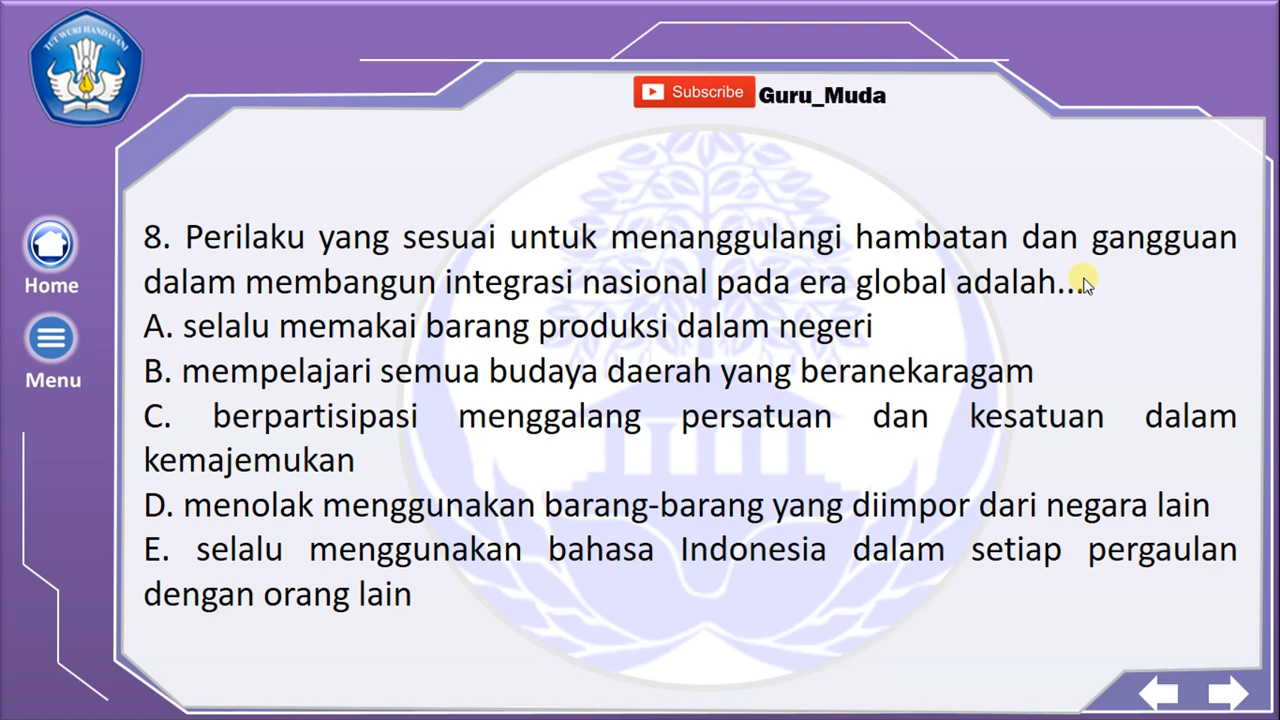 TUT WURI HANDAYANI
Subscribe Guru_Muda
8. Perilaku yang sesuai untuk menanggulangi hambatan dan gangguan
dalam membangun integrasi nasional pada era global adalah...
A. selalu memakai barang produksi dalam negeri
B. mempelajari semua budaya daerah yang beranekaragam
C. berpartisipasi menggalang persatuan dan kesatuan dalam
kemajemukan
D. menolak menggunakan barang-barang yang diimpor dari negara lain
E. selalu menggunakan bahasa Indonesia dalam setiap pergaulan
dengan orang lain
Home
Menu